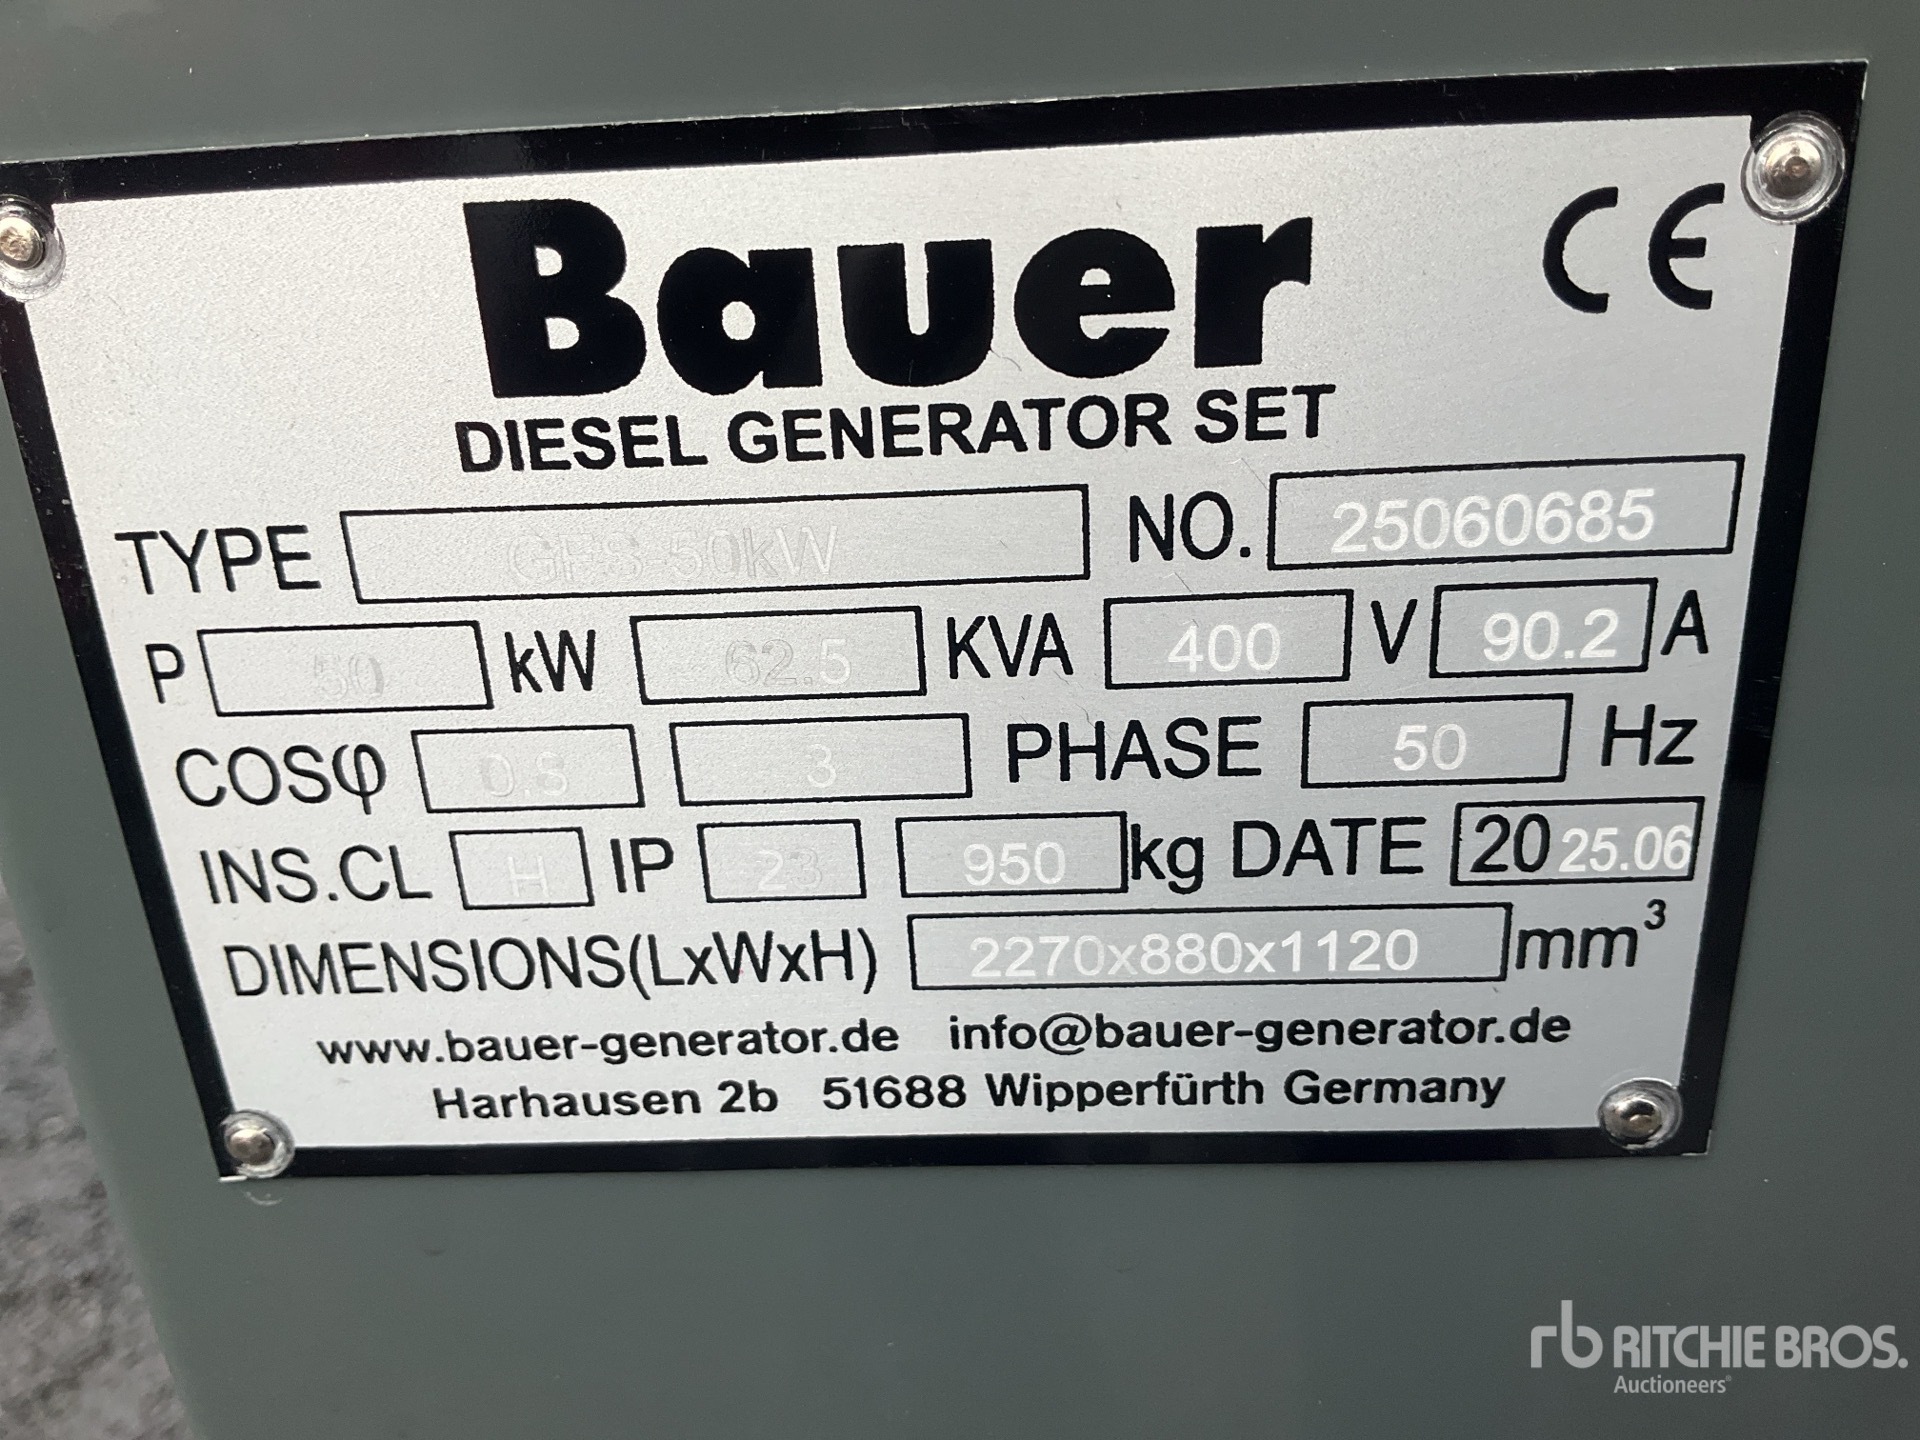 Bauer CE
DIESEL GENERATOR SET
TYPE GFS-50kW NO. 25060685
P 50 kW 62.5 KVA 400 V 90.2 A
COSφ 0.8 3 PHASE 50 Hz
INS.CL H IP 23 950 kg DATE 2025.06
DIMENSIONS(LxWxH) 2270x880x1120 mm³
www.bauer-generator.de info@bauer-generator.de
Harhausen 2b 51688 Wipperfürth Germany
rb RITCHIE BROS.
Auctioneers